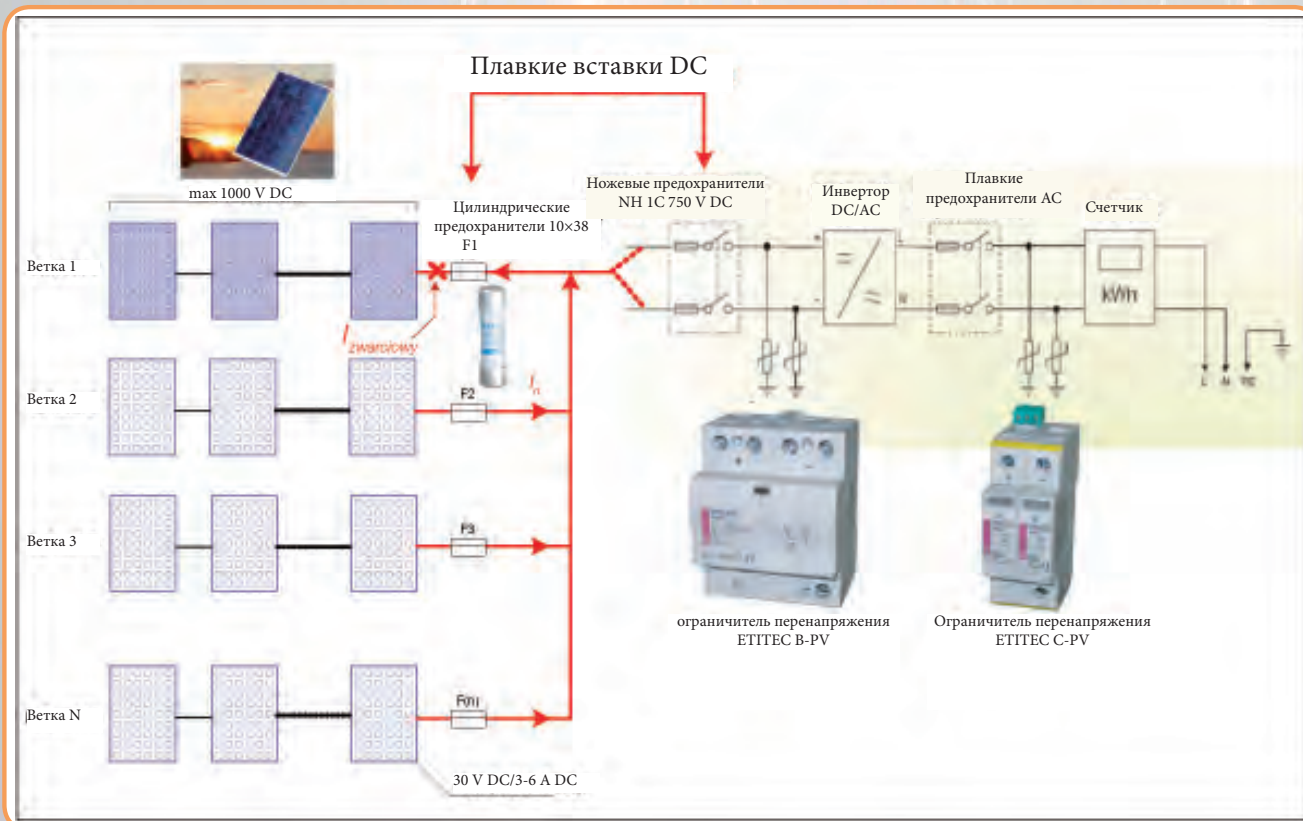 Плавкие вставки DC
max 1000 V DC
Цилиндрические
предохранители 10×38
F1
Ножевые предохранители
NH 1C 750 V DC
Инвертор
DC/AC
Плавкие
предохранители AC
Счетчик
Ветка 1
+
-
N
kWh
I zwarciowy
L N PE
Ветка 2
F2
In
Ветка 3
F3
ограничитель перенапряжения
ETITEC B-PV
Ограничитель перенапряжения
ETITEC C-PV
Ветка N
F(n)
30 V DC/3-6 A DC